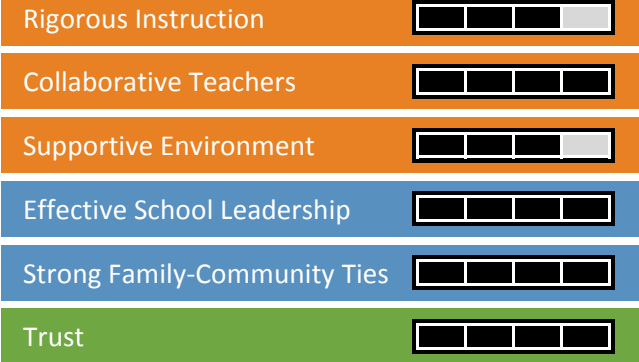 Rigorous Instruction
Collaborative Teachers
Supportive Environment
Effective School Leadership
Strong Family-Community Ties
Trust